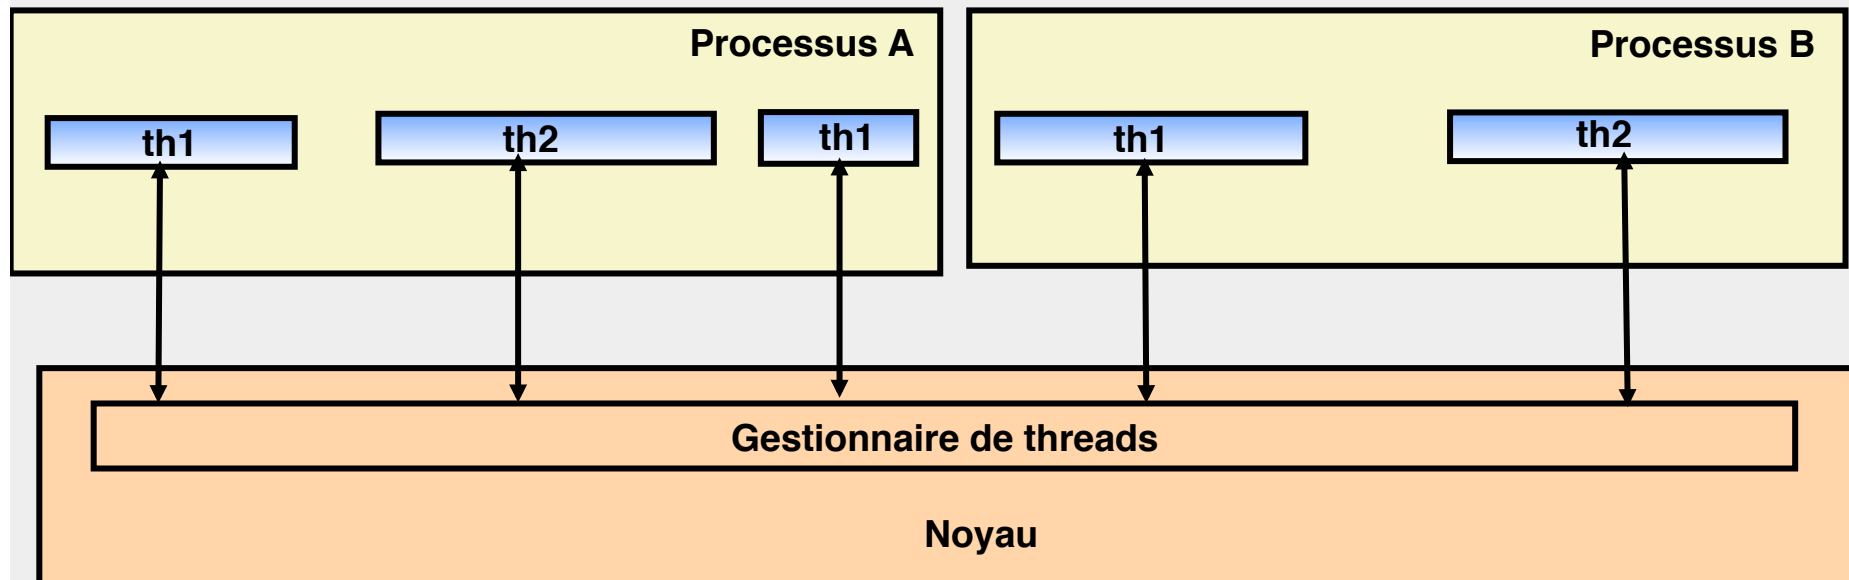 Processus A
Processus B
th1
th2
th1
th1
th2
Gestionnaire de threads
Noyau